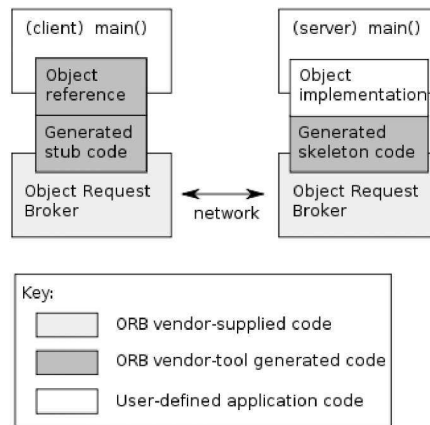 (client) main()
Object
reference
Generated
stub code
Object Request
Broker
network
(server) main()
Object
implementation
Generated
skeleton code
Object Request
Broker
Key:
ORB vendor-supplied code
ORB vendor-tool generated code
User-defined application code